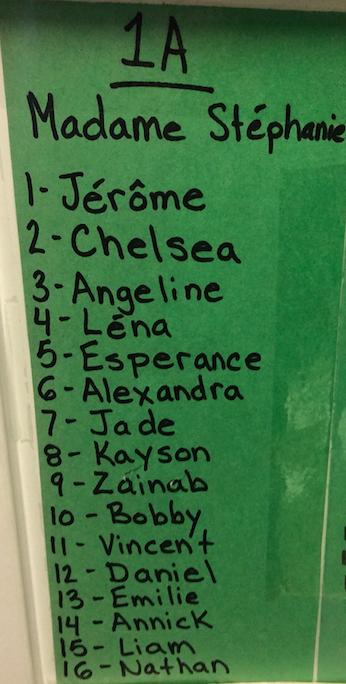 1A
Madame Stéphanie
1-Jérôme
2-Chelsea
3-Angeline
4-Léna
5-Esperance
6-Alexandra
7-Jade
8-Kayson
9-Zainab
10-Bobby
11-Vincent
12-Daniel
13-Emilie
14-Annick
15-Liam
16-Nathan